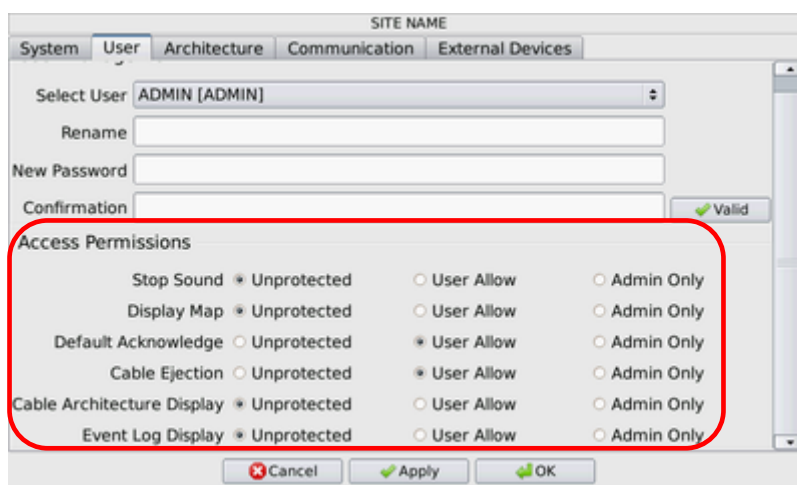 SITE NAME
System User Architecture Communication External Devices
Select User ADMIN [ADMIN]
Rename
New Password
Confirmation Valid
Access Permissions
Stop Sound Unprotected User Allow Admin Only
Display Map Unprotected User Allow Admin Only
Default Acknowledge Unprotected User Allow Admin Only
Cable Ejection Unprotected User Allow Admin Only
Cable Architecture Display Unprotected User Allow Admin Only
Event Log Display Unprotected User Allow Admin Only
Cancel Apply OK